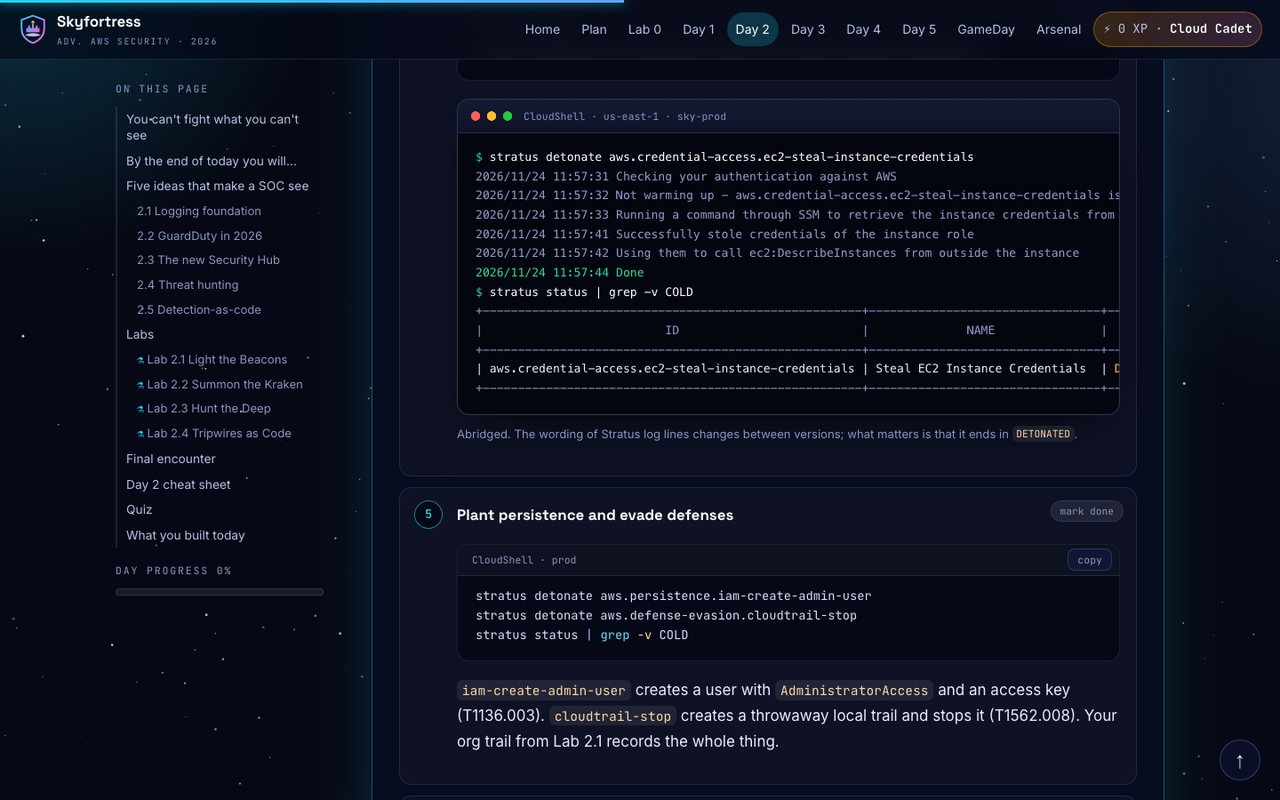 Skyfortress
ADV. AWS SECURITY · 2026
Home Plan Lab 0 Day 1 Day 2 Day 3 Day 4 Day 5 GameDay Arsenal ⚡ 0 XP · Cloud Cadet
ON THIS PAGE
You can't fight what you can't
see
By the end of today you will...
Five ideas that make a SOC see
2.1 Logging foundation
2.2 GuardDuty in 2026
2.3 The new Security Hub
2.4 Threat hunting
2.5 Detection-as-code
Labs
Lab 2.1 Light the Beacons
Lab 2.2 Summon the Kraken
Lab 2.3 Hunt the Deep
Lab 2.4 Tripwires as Code
Final encounter
Day 2 cheat sheet
Quiz
What you built today
DAY PROGRESS 0%
CloudShell · us-east-1 · sky-prod
$ stratus detonate aws.credential-access.ec2-steal-instance-credentials
2026/11/24 11:57:31 Checking your authentication against AWS
2026/11/24 11:57:32 Not warming up - aws.credential-access.ec2-steal-instance-credentials is
2026/11/24 11:57:33 Running a command through SSM to retrieve the instance credentials from
2026/11/24 11:57:41 Successfully stole credentials of the instance role
2026/11/24 11:57:42 Using them to call ec2:DescribeInstances from outside the instance
2026/11/24 11:57:44 Done
$ stratus status | grep -v COLD
| ID | NAME |
| aws.credential-access.ec2-steal-instance-credentials | Steal EC2 Instance Credentials |
Abridged. The wording of Stratus log lines changes between versions; what matters is that it ends in DETONATED.
5 Plant persistence and evade defenses mark done
CloudShell · prod copy
stratus detonate aws.persistence.iam-create-admin-user
stratus detonate aws.defense-evasion.cloudtrail-stop
stratus status | grep -v COLD
iam-create-admin-user creates a user with AdministratorAccess and an access key
(T1136.003). cloudtrail-stop creates a throwaway local trail and stops it (T1562.008). Your
org trail from Lab 2.1 records the whole thing.
↑